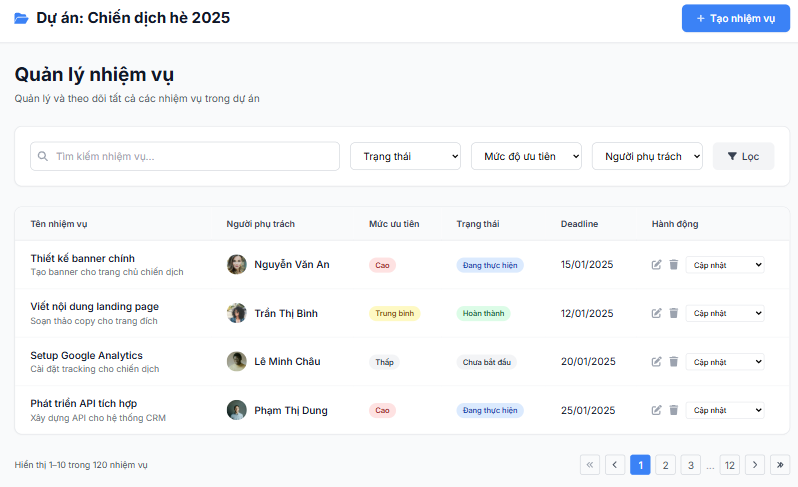 Dự án: Chiến dịch hè 2025
+ Tạo nhiệm vụ
Quản lý nhiệm vụ
Quản lý và theo dõi tất cả các nhiệm vụ trong dự án
Tìm kiếm nhiệm vụ...
Trạng thái
Mức độ ưu tiên
Người phụ trách
Lọc
Tên nhiệm vụ Người phụ trách Mức ưu tiên Trạng thái Deadline Hành động
Thiết kế banner chính
Tạo banner cho trang chủ chiến dịch
Nguyễn Văn An Cao Đang thực hiện 15/01/2025 Cập nhật
Viết nội dung landing page
Soạn thảo copy cho trang đích
Trần Thị Bình Trung bình Hoàn thành 12/01/2025 Cập nhật
Setup Google Analytics
Cài đặt tracking cho chiến dịch
Lê Minh Châu Thấp Chưa bắt đầu 20/01/2025 Cập nhật
Phát triển API tích hợp
Xây dựng API cho hệ thống CRM
Phạm Thị Dung Cao Đang thực hiện 25/01/2025 Cập nhật
Hiển thị 1–10 trong 120 nhiệm vụ
« ‹ 1 2 3 ... 12 › »